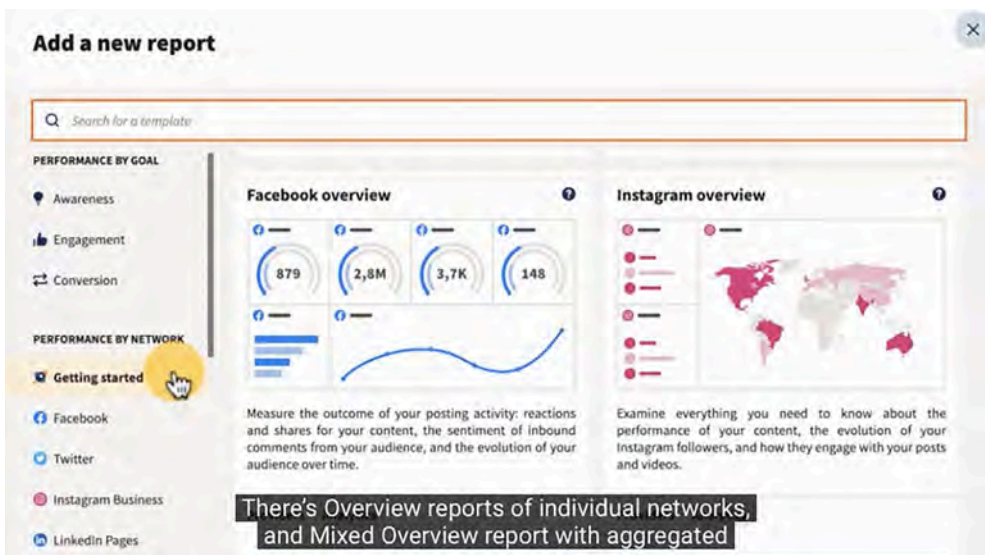 Add a new report
Search for a template
PERFORMANCE BY GOAL
Awareness
Engagement
Conversion
PERFORMANCE BY NETWORK
Getting started
Facebook
Twitter
Instagram Business
LinkedIn Pages
Facebook overview
879
2,8M
3,7K
148
Measure the outcome of your posting activity: reactions
and shares for your content, the sentiment of inbound
comments from your audience, and the evolution of your
audience over time.
Instagram overview
Examine everything you need to know about the
performance of your content, the evolution of your
Instagram followers, and how they engage with your posts
and videos.
There's Overview reports of individual networks,
and Mixed Overview report with aggregated